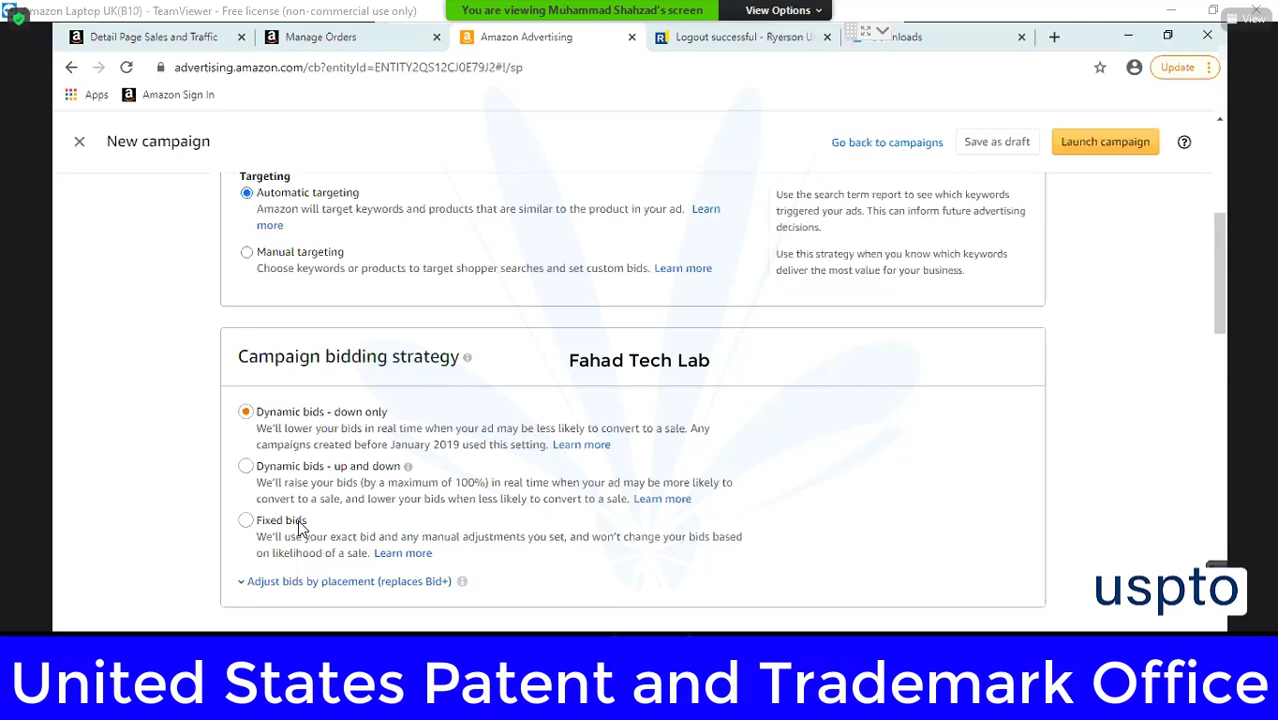 Amazon Laptop UK(B10) - TeamViewer - Free license (non-commercial use only)
You are viewing Muhammad Shahzad's screen
View Options
View
Detail Page Sales and Traffic
Manage Orders
Amazon Advertising
Logout successful - Ryerson U
nloads
advertising.amazon.com/cb?entityId=ENTITY2QS12CJ0E79J2#!/sp
Update
Apps
Amazon Sign In
New campaign
Go back to campaigns
Save as draft
Launch campaign
Targeting
Automatic targeting
Amazon will target keywords and products that are similar to the product in your ad. Learn
more
Use the search term report to see which keywords
triggered your ads. This can inform future advertising
decisions.
Manual targeting
Choose keywords or products to target shopper searches and set custom bids. Learn more
Use this strategy when you know which keywords
deliver the most value for your business.
Campaign bidding strategy
Fahad Tech Lab
Dynamic bids - down only
We'll lower your bids in real time when your ad may be less likely to convert to a sale. Any
campaigns created before January 2019 used this setting. Learn more
Dynamic bids - up and down
We'll raise your bids (by a maximum of 100%) in real time when your ad may be more likely to
convert to a sale, and lower your bids when less likely to convert to a sale. Learn more
Fixed bids
We'll use your exact bid and any manual adjustments you set, and won't change your bids based
on likelihood of a sale. Learn more
Adjust bids by placement (replaces Bid+)
uspto
United States Patent and Trademark Office